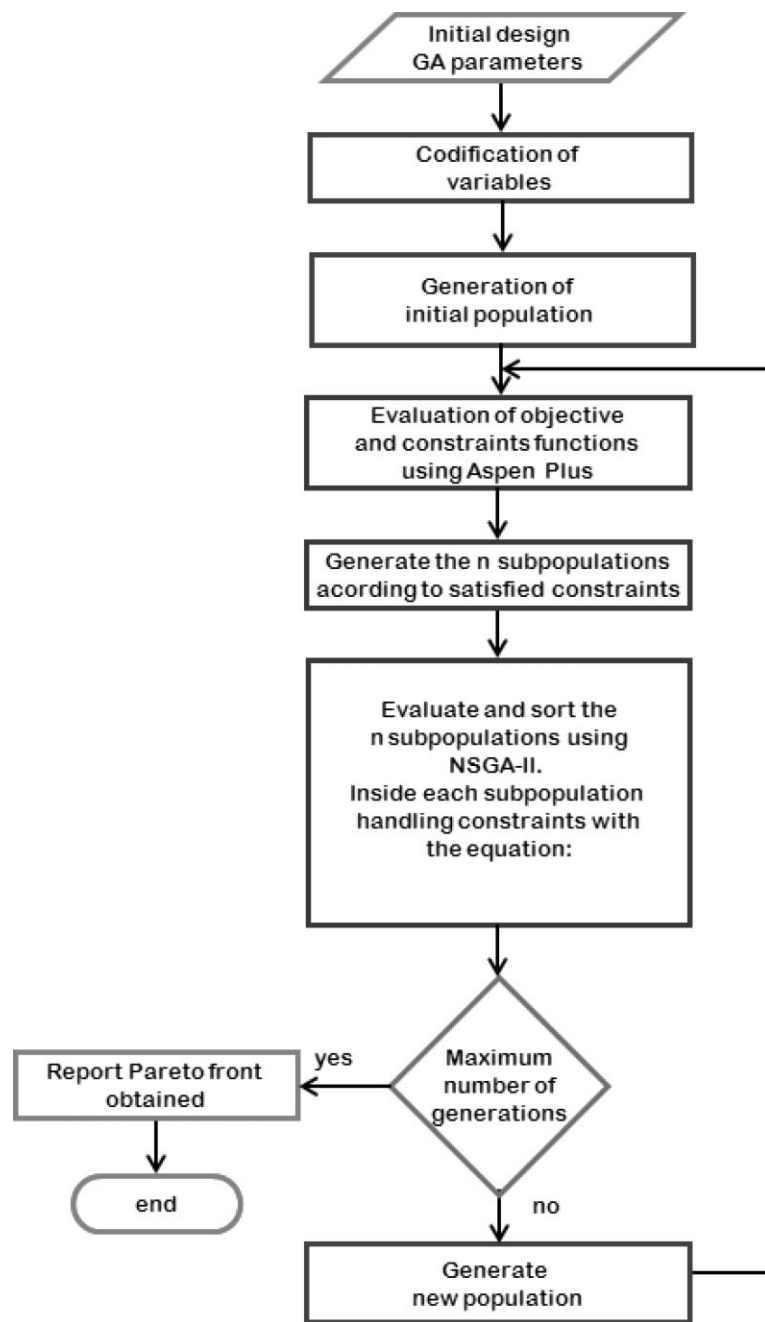 Initial design
GA parameters
Codification of
variables
Generation of
initial population
Evaluation of objective
and constraints functions
using Aspen Plus
Generate the n subpopulations
acording to satisfied constraints
Evaluate and sort the
n subpopulations using
NSGA-II.
Inside each subpopulation
handling constraints with
the equation:
Maximum
number of
generations
yes
Report Pareto front
obtained
end
no
Generate
new population